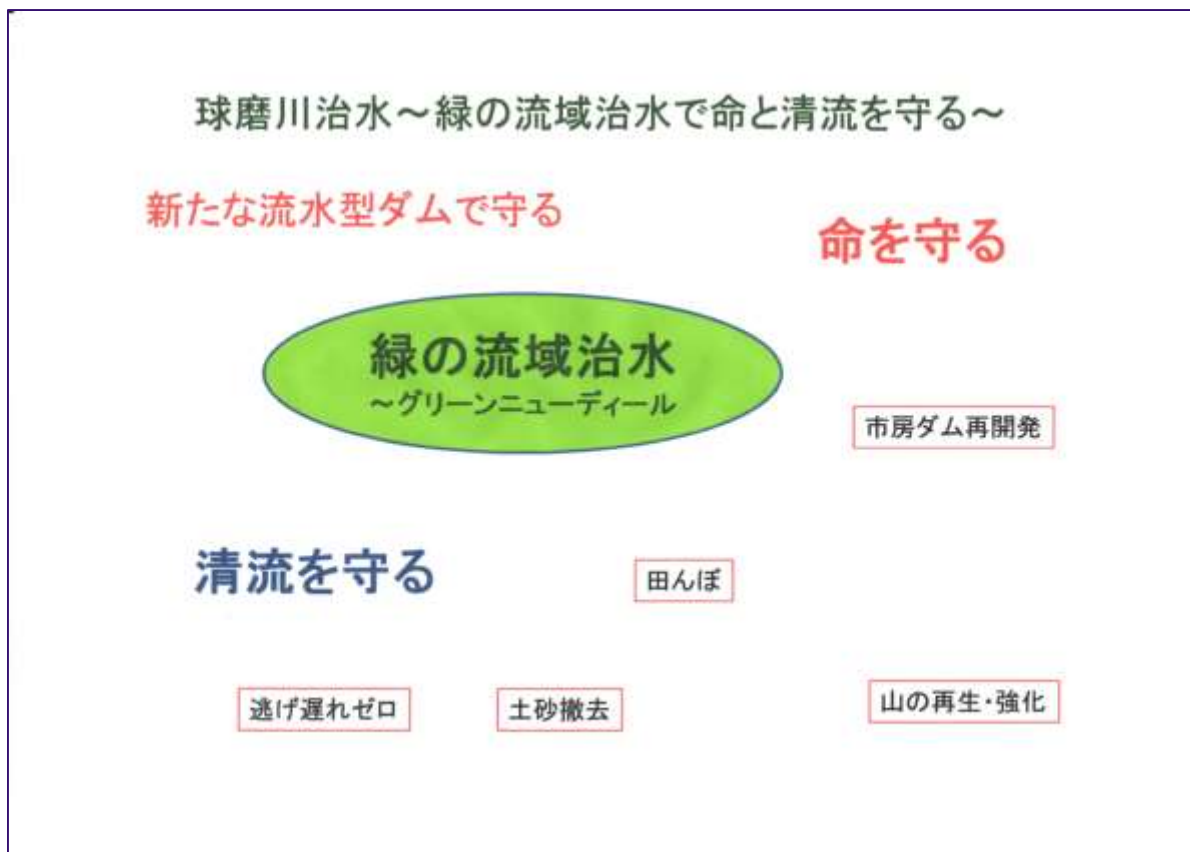 球磨川治水～緑の流域治水で命と清流を守る～
新たな流水型ダムで守る
命を守る
緑の流域治水
～グリーンニューディール
市房ダム再開発
清流を守る
田んぼ
逃げ遅れゼロ
土砂撤去
山の再生・強化